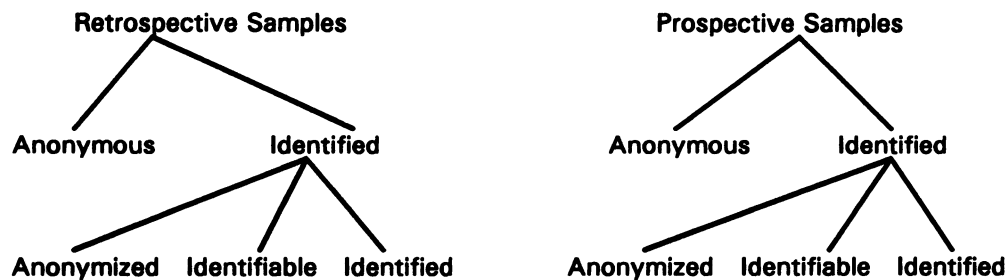 Retrospective Samples
Anonymous Identified
Anonymized Identifiable Identified
Prospective Samples
Anonymous Identified
Anonymized Identifiable Identified